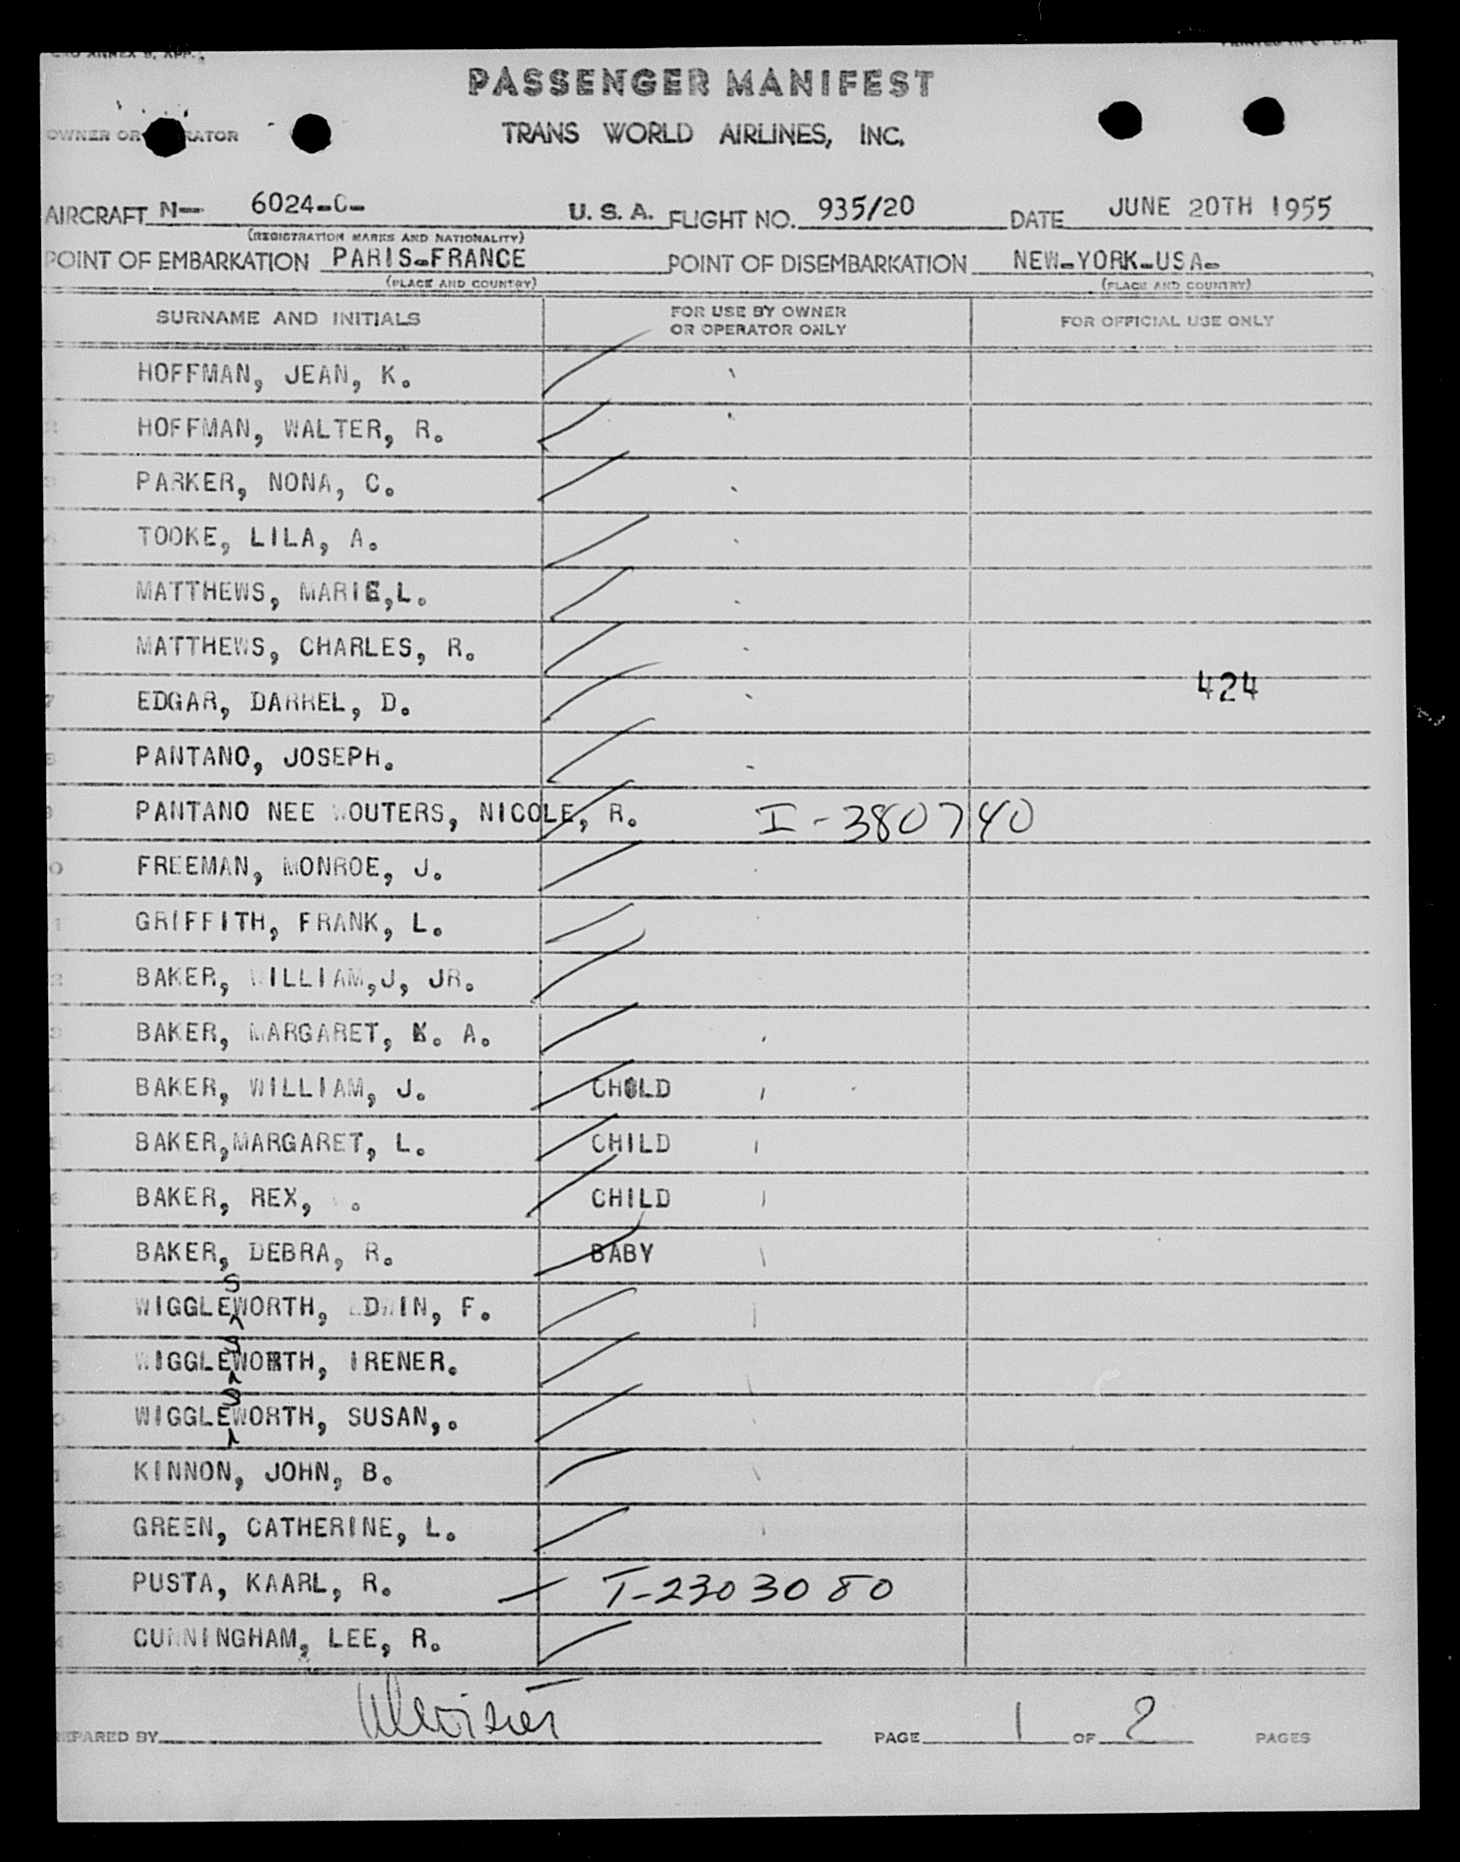 PASSENGER MANIFEST
TRANS WORLD AIRLINES, INC.
AIRCRAFT N-- 6024-C- U. S. A. FLIGHT NO. 935/20 DATE JUNE 20TH 1955
(REGISTRATION MARKS AND NATIONALITY)
POINT OF EMBARKATION PARIS-FRANCE POINT OF DISEMBARKATION NEW-YORK-USA-
(PLACE AND COUNTRY) (PLACE AND COUNTRY)
SURNAME AND INITIALS FOR USE BY OWNER OR OPERATOR ONLY FOR OFFICIAL USE ONLY
HOFFMAN, JEAN, K.
HOFFMAN, WALTER, R.
PARKER, NONA, C.
TOOKE, LILA, A.
MATTHEWS, MARIE,L.
MATTHEWS, CHARLES, R.
424
EDGAR, DARREL, D.
PANTANO, JOSEPH.
PANTANO NEE WOUTERS, NICOLE, R. I-380740
FREEMAN, MONROE, J.
GRIFFITH, FRANK, L.
BAKER, WILLIAM,J, JR.
BAKER, MARGARET, K. A.
BAKER, WILLIAM, J. CHILD
BAKER,MARGARET, L. CHILD
BAKER, REX, . CHILD
BAKER, DEBRA, R. BABY
WIGGLESWORTH, EDWIN, F.
WIGGLESWORTH, IRENER.
WIGGLESWORTH, SUSAN,.
KINNON, JOHN, B.
GREEN, CATHERINE, L.
PUSTA, KAARL, R. I-2303080
CUNNINGHAM, LEE, R.
PREPARED BY PAGE 1 OF 2 PAGES